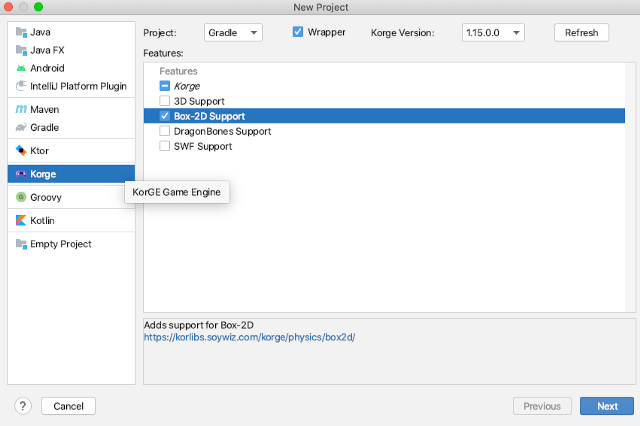 New Project
Java
Java FX
Android
IntelliJ Platform Plugin
Maven
Gradle
Ktor
Korge
Groovy
Kotlin
Empty Project
KorGE Game Engine
Project: Gradle Wrapper Korge Version: 1.15.0.0 Refresh
Features:
Features
Korge
3D Support
Box-2D Support
DragonBones Support
SWF Support
Adds support for Box-2D
https://korlibs.soywiz.com/korge/physics/box2d/
? Cancel Previous Next